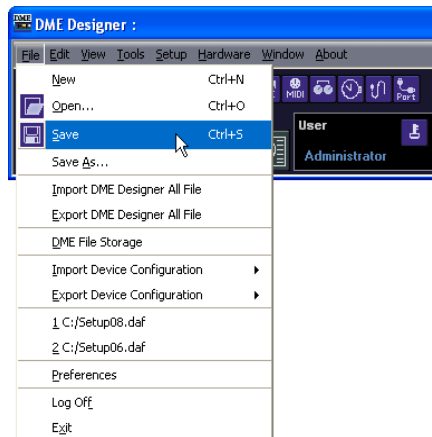 DME Designer :
File Edit View Tools Setup Hardware Window About
New Ctrl+N
Open... Ctrl+O
Save Ctrl+S
Save As...
Import DME Designer All File
Export DME Designer All File
DME File Storage
Import Device Configuration
Export Device Configuration
1 C:/Setup08.daf
2 C:/Setup06.daf
Preferences
Log Off
Exit
MIDI
Port
User
Administrator